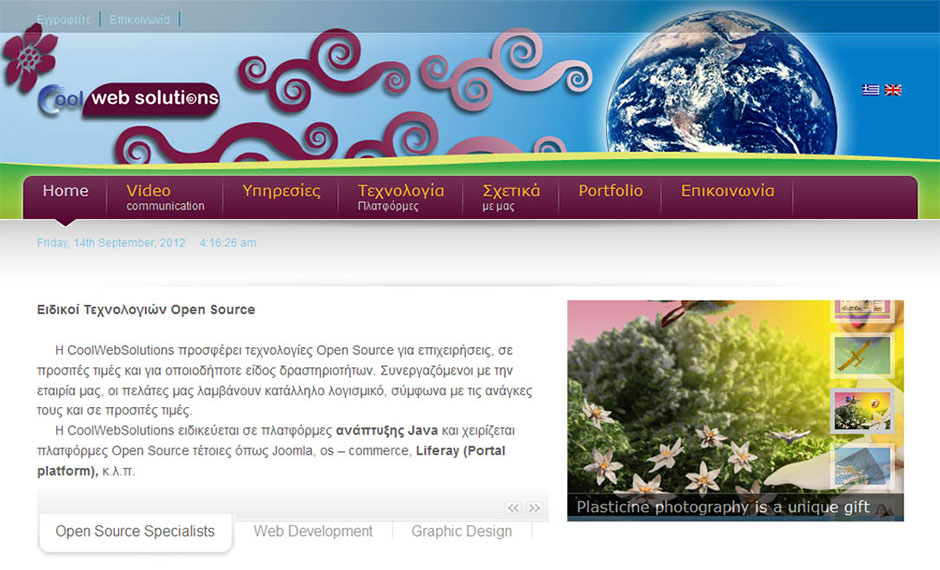 Εγγραφείτε
Επικοινωνία
Cool web solutions
Home
Video
communication
Υπηρεσίες
Τεχνολογία
Πλατφόρμες
Σχετικά
με μας
Portfolio
Επικοινωνία
Friday, 14th September, 2012 4:16:26 am
Ειδικοί Τεχνολογιών Open Source
Η CoolWebSolutions προσφέρει τεχνολογίες Open Source για επιχειρήσεις, σε
προσιτές τιμές και για οποιοδήποτε είδος δραστηριοτήτων. Συνεργαζόμενοι με την
εταιρία μας, οι πελάτες μας λαμβάνουν κατάλληλο λογισμικό, σύμφωνα με τις ανάγκες
τους και σε προσιτές τιμές.
Η CoolWebSolutions ειδικεύεται σε πλατφόρμες ανάπτυξης Java και χειρίζεται
πλατφόρμες Open Source τέτοιες όπως Joomla, os – commerce, Liferay (Portal
platform), κ.λ.π.
Plasticine photography is a unique gift
Open Source Specialists
Web Development
Graphic Design